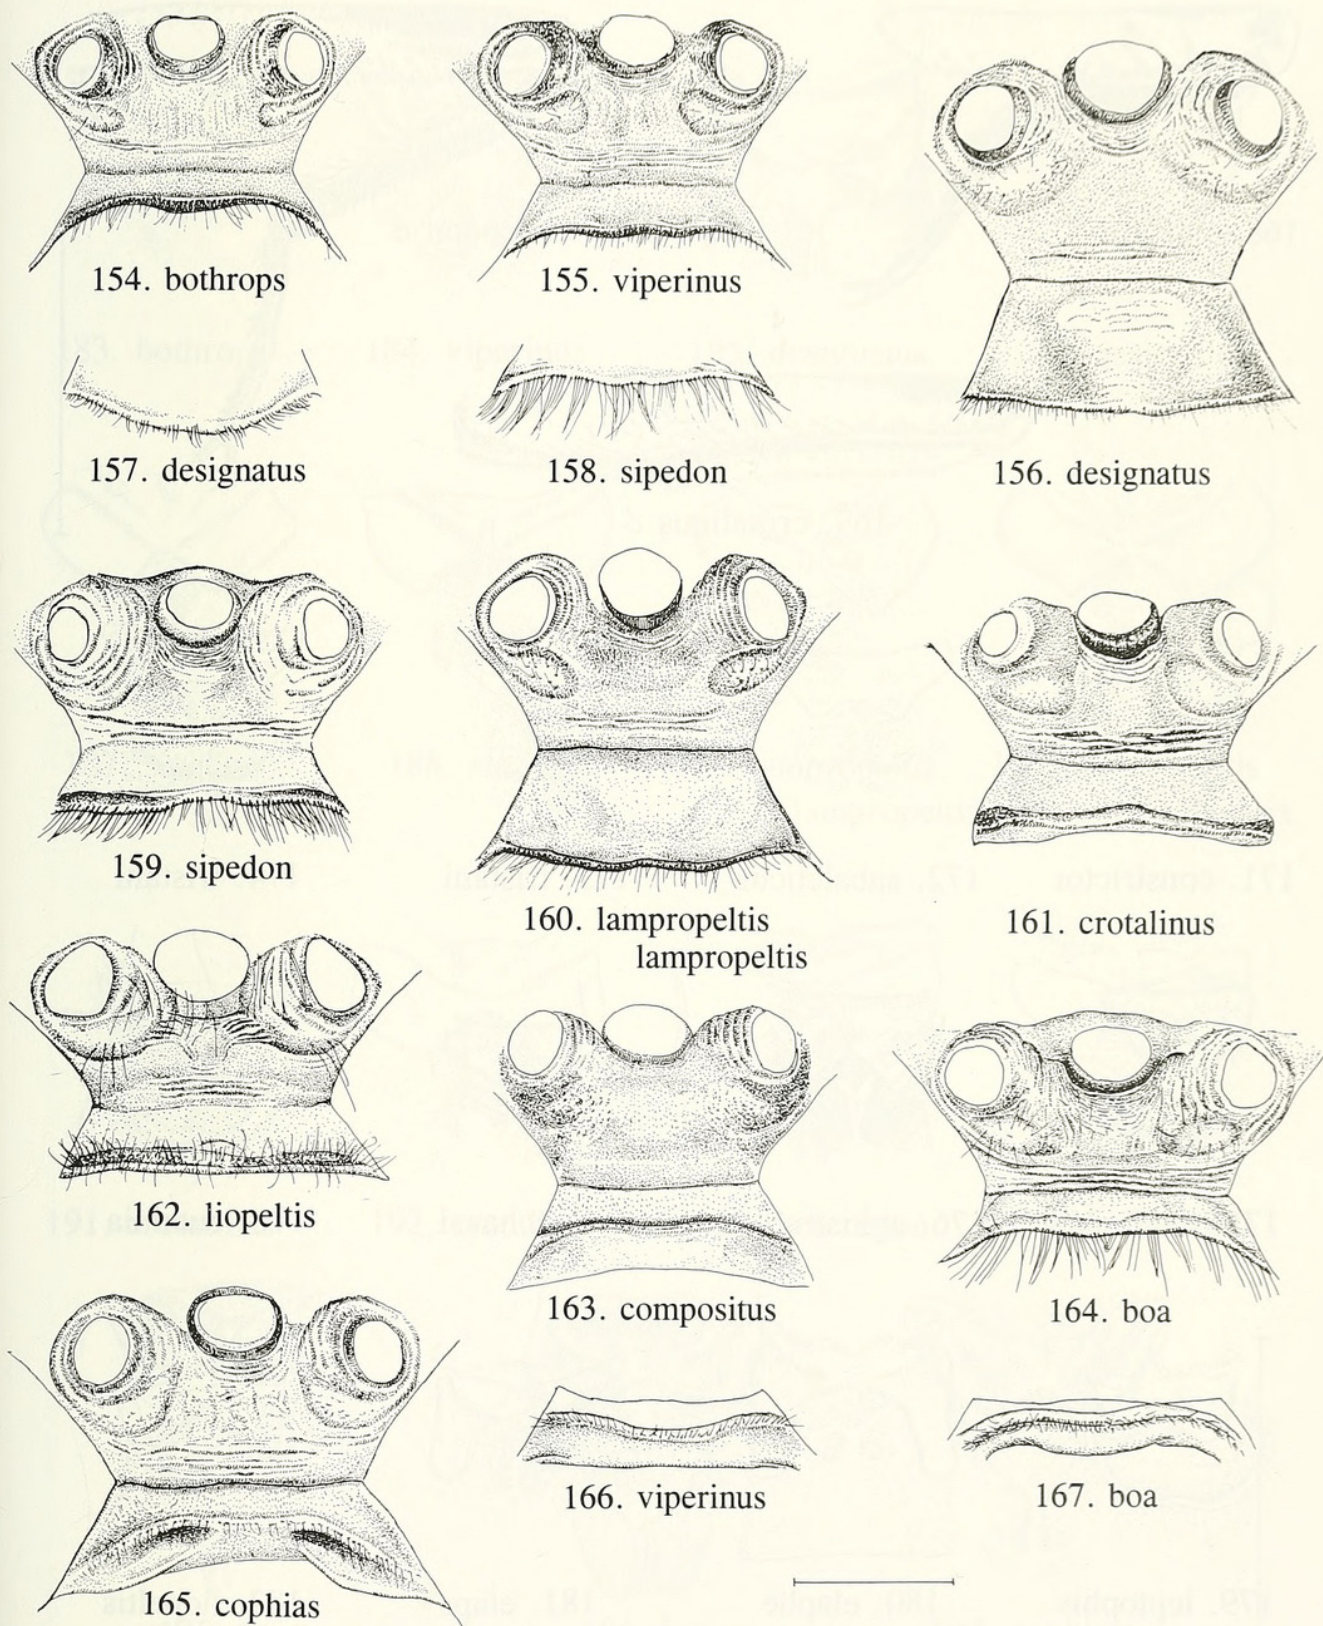 154. bothrops
155. viperinus
157. designatus
158. sipedon
156. designatus
159. sipedon
160. lampropeltis
lampropeltis
161. crotalinus
162. liopeltis
163. compositus
164. boa
165. cophias
166. viperinus
167. boa